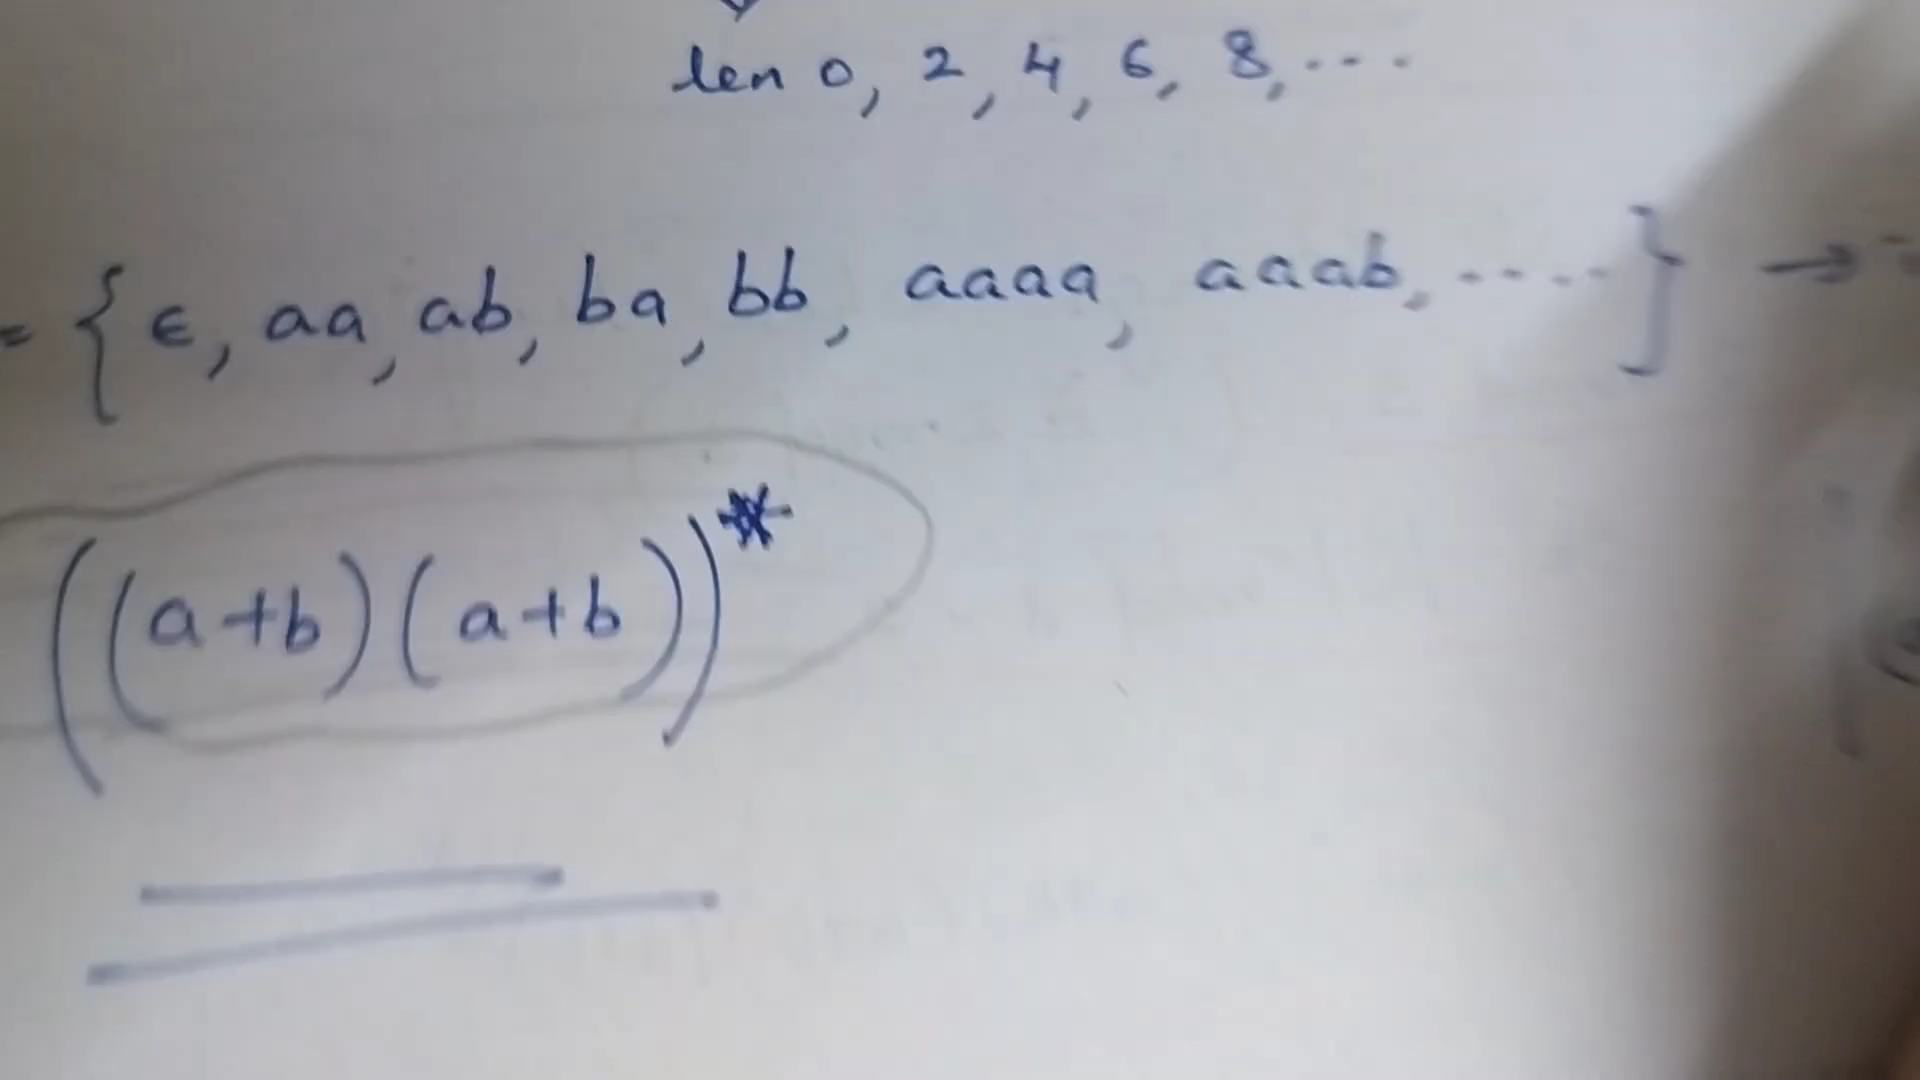 len 0, 2, 4, 6, 8, ....
= {ϵ, aa, ab, ba, bb, aaaa, aaab, .....} →
((a+b)(a+b))*